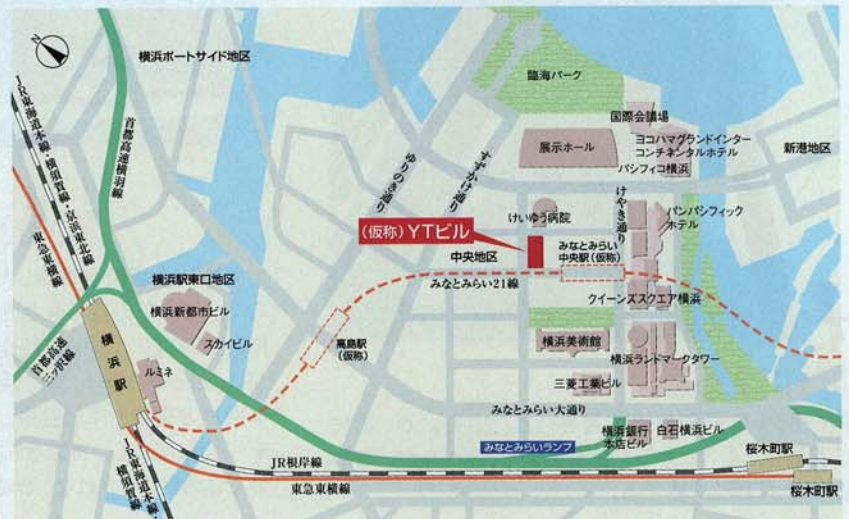 N
横浜ポートサイド地区
JR東海道本線・横須賀線・京浜東北線
首都高速横羽線
東急東横線
臨海パーク
国際会議場
展示ホール
ヨコハマグランドインター
コンチネンタルホテル
パシフィコ横浜
新港地区
ゆりのき通り
すずかけ通り
けやき通り
けいゆう病院
パンパシフィック
ホテル
(仮称)YTビル
中央地区
みなとみらい
中央駅(仮称)
みなとみらい21線
クイーンズスクエア横浜
横浜駅東口地区
横浜新都市ビル
スカイビル
高島駅
(仮称)
横浜美術館
横浜ランドマークタワー
首都高速
三ッ沢線
横浜駅
ルミネ
三菱重工業ビル
みなとみらい大通り
みなとみらいランプ
横浜銀行
本店ビル
白石横浜ビル
桜木町駅
JR根岸線
東急東横線
桜木町駅
JR東海道本線・
横須賀線